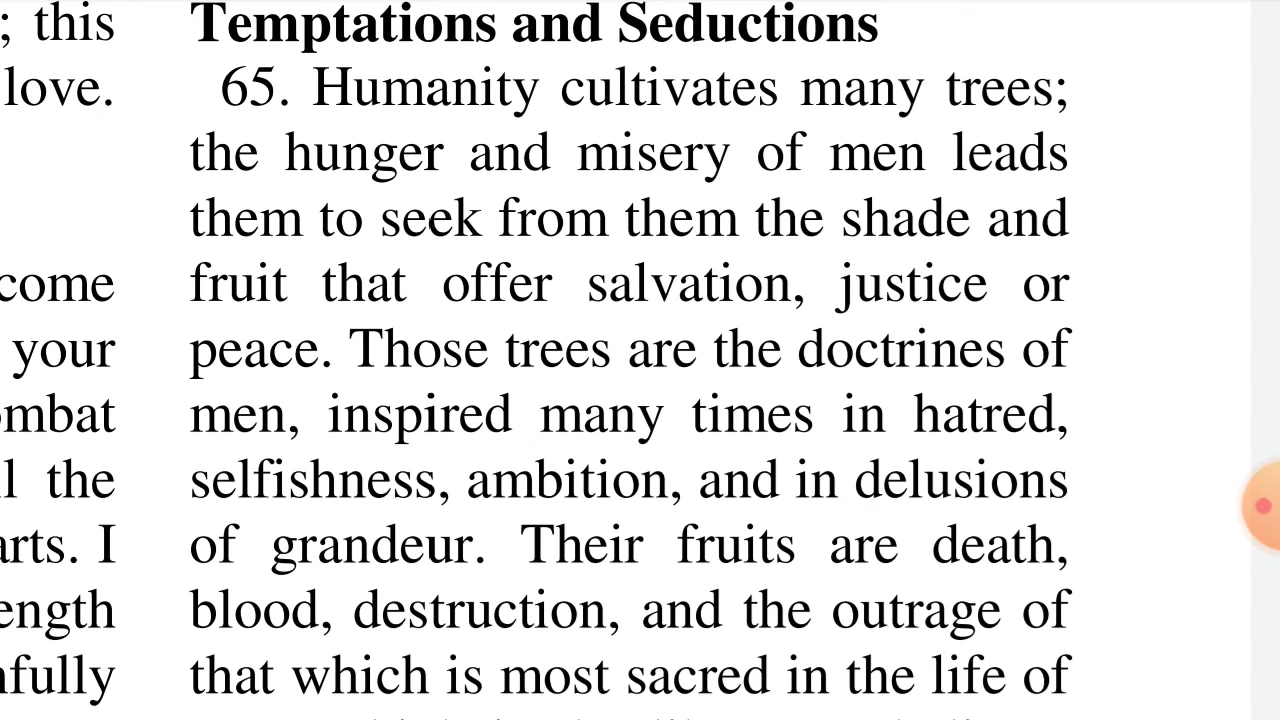 ; this
love.
come
your
ombat
the
arts. I
ength
fully
Temptations and Seductions
65. Humanity cultivates many trees;
the hunger and misery of men leads
them to seek from them the shade and
fruit that offer salvation, justice or
peace. Those trees are the doctrines of
men, inspired many times in hatred,
selfishness, ambition, and in delusions
of grandeur. Their fruits are death,
blood, destruction, and the outrage of
that which is most sacred in the life of